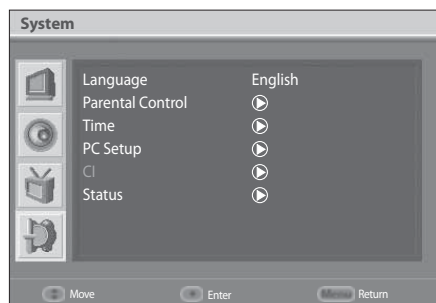 System
Language English
Parental Control
Time
PC Setup
CI
Status
Move Enter Menu Return